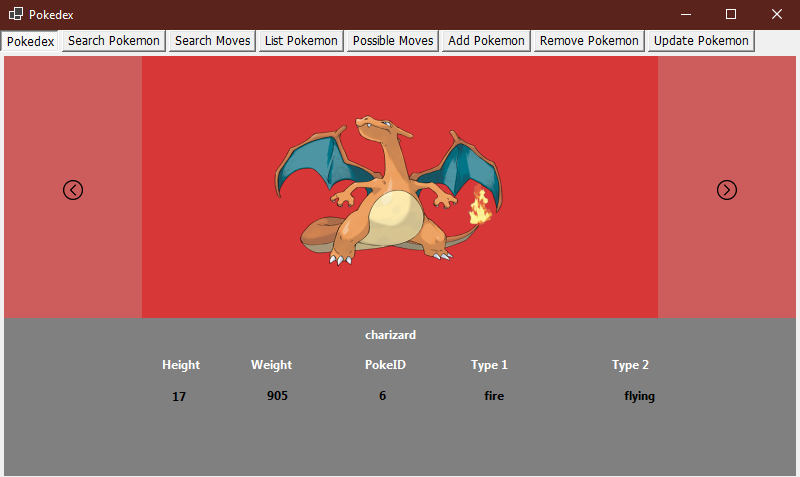 Pokedex
Pokedex Search Pokemon Search Moves List Pokemon Possible Moves Add Pokemon Remove Pokemon Update Pokemon
charizard
Height Weight PokeID Type 1 Type 2
17 905 6 fire flying